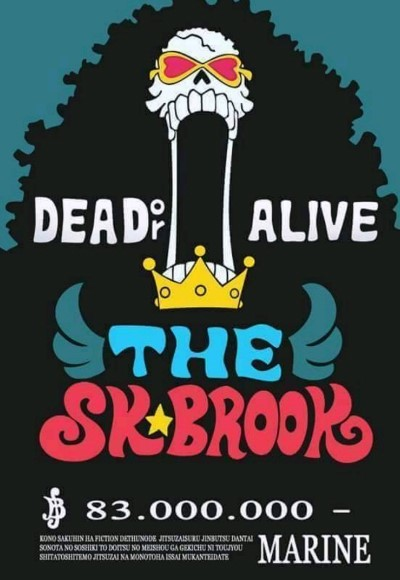 DEAD or ALIVE
THE
SK★BROOK
83.000.000 –
KONO SAKUHIN HA FICTION DETHUNODE JITSUZAISURU JINBUTSU DANTAI
SONOTA NO SOSHIKI TO DOITSU NO MEISHOU GA GEKICHU NI TOUJYOU
SHITATOSHITEMO JITSUZAI NA MONOTOHA ISSAI MUKANTEIDATE
MARINE